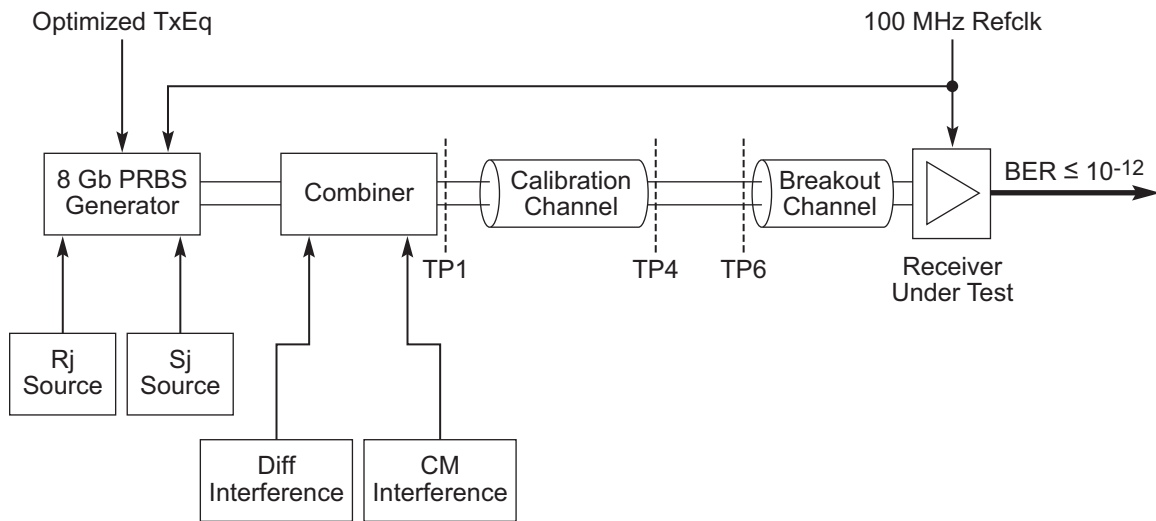 Optimized TxEq
100 MHz Refclk
8 Gb PRBS
Generator
Combiner
Calibration
Channel
Breakout
Channel
BER ≤ 10-12
TP1
TP4
TP6
Receiver
Under Test
Rj
Source
Sj
Source
Diff
Interference
CM
Interference